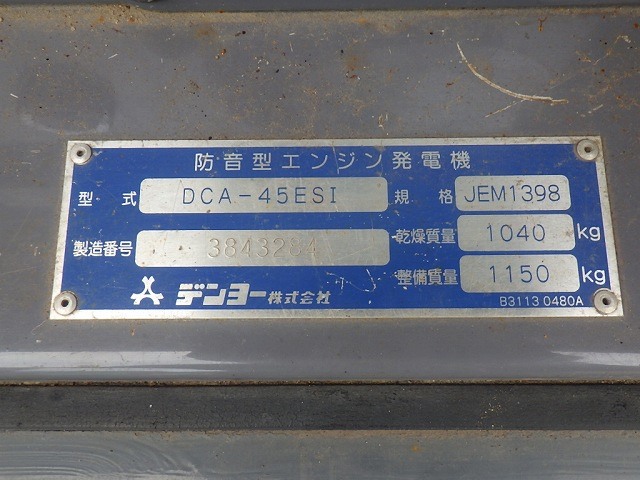 防音型エンジン発電機
型式 DCA-45ESI 規格 JEM1398
製造番号 3843284 乾燥質量 1040 kg
整備質量 1150 kg
デンヨー株式会社
B3113 0480A